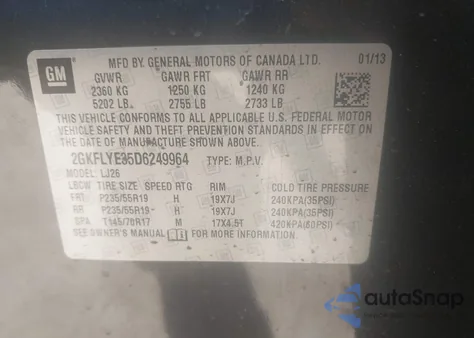 GM
MFD BY GENERAL MOTORS OF CANADA LTD. 01/13
GVWR GAWR FRT GAWR RR
2360 KG 1250 KG 1240 KG
5202 LB 2755 LB 2733 LB
THIS VEHICLE CONFORMS TO ALL APPLICABLE U.S. FEDERAL MOTOR
VEHICLE SAFETY AND THEFT PREVENTION STANDARDS IN EFFECT ON
THE DATE OF MANUFACTURE SHOWN ABOVE.
2GKFLYE35D6249964 TYPE: M.P.V.
MODEL: LJ26
LBCW TIRE SIZE SPEED RTG RIM COLD TIRE PRESSURE
FRT P235/55R19 H 19X7J 240KPA(35PSI)
RR P235/55R19 H 19X7J 240KPA(35PSI)
SPA T145/70R17 M 17X4.5T 420KPA(60PSI)
SEE OWNER'S MANUAL FOR MORE INFORMATION
autoSnap